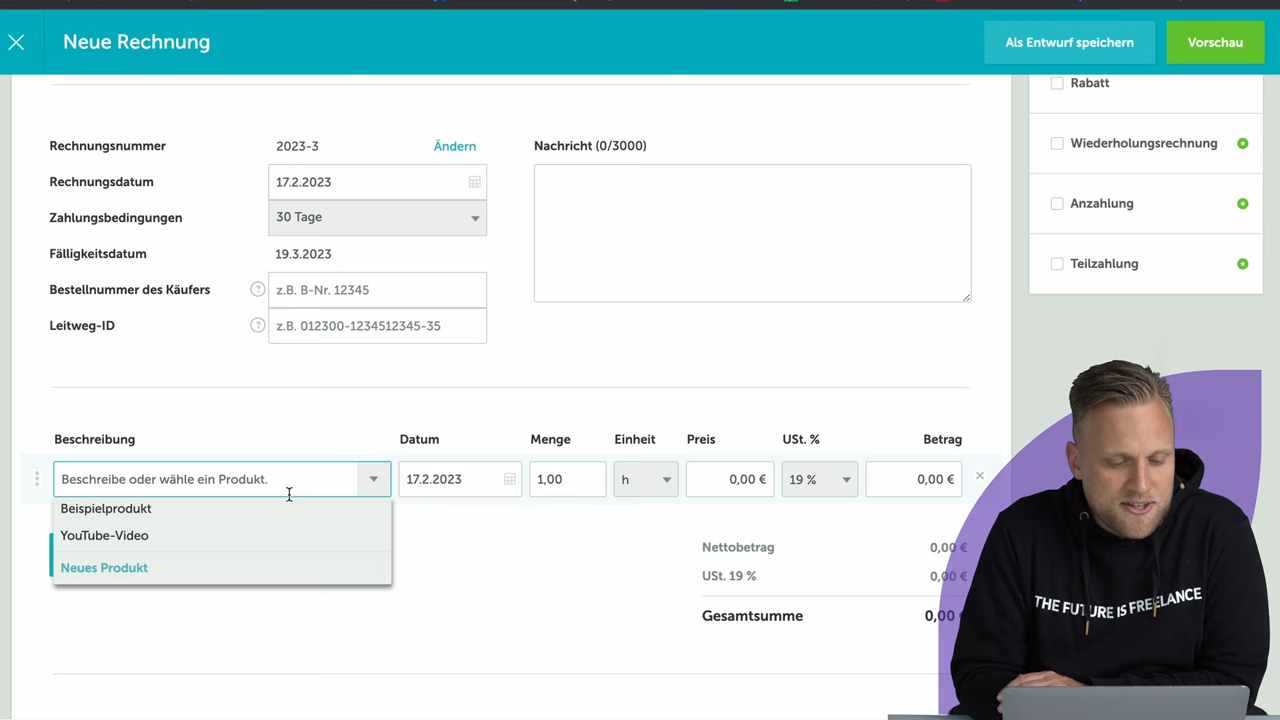 Neue Rechnung
Als Entwurf speichern
Vorschau
Rabatt
Rechnungsnummer 2023-3 Ändern
Rechnungsdatum 17.2.2023
Zahlungsbedingungen 30 Tage
Fälligkeitsdatum 19.3.2023
Bestellnummer des Käufers ? z.B. B-Nr. 12345
Leitweg-ID ? z.B. 012300-1234512345-35
Nachricht (0/3000)
Wiederholungsrechnung
Anzahlung
Teilzahlung
Beschreibung Datum Menge Einheit Preis USt. % Betrag
Beschreibe oder wähle ein Produkt. 17.2.2023 1,00 h 0,00 € 19 % 0,00 €
Beispielprodukt
YouTube-Video
Neues Produkt
Nettobetrag 0,00 €
USt. 19 % 0,00 €
Gesamtsumme 0,00
THE FUTURE IS FREELANCE